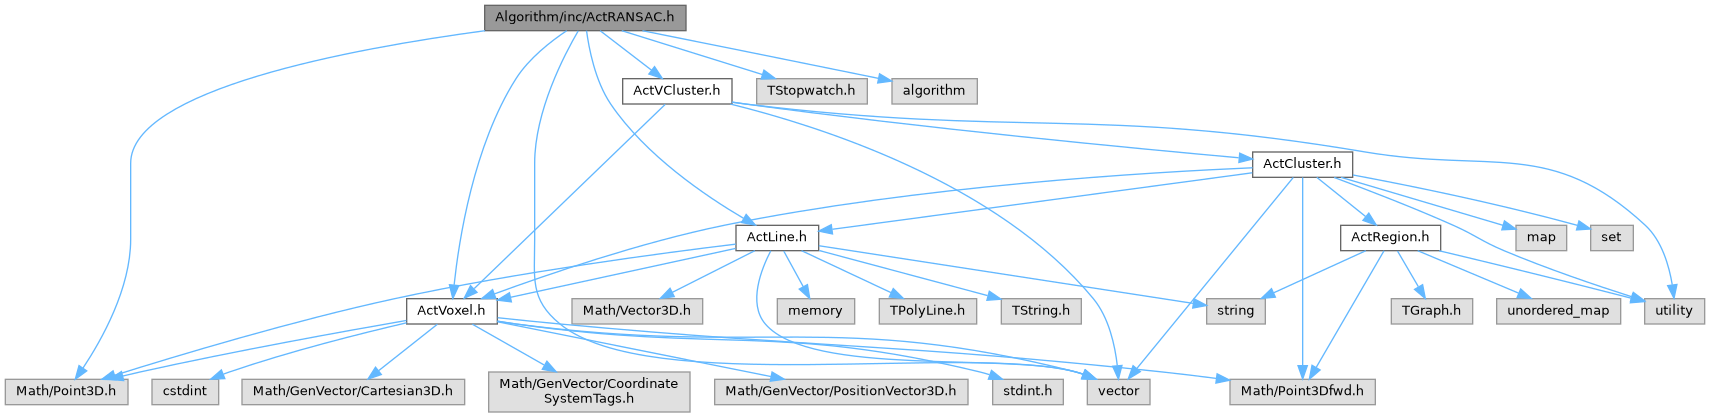 Algorithm/inc/ActRANSAC.h
ActVCluster.h
TStopwatch.h
algorithm
ActCluster.h
ActLine.h
ActRegion.h
map
set
ActVoxel.h
Math/Vector3D.h
memory
TPolyLine.h
TString.h
string
TGraph.h
unordered_map
utility
Math/Point3D.h
cstdint
Math/GenVector/Cartesian3D.h
Math/GenVector/Coordinate
SystemTags.h
Math/GenVector/PositionVector3D.h
stdint.h
vector
Math/Point3Dfwd.h